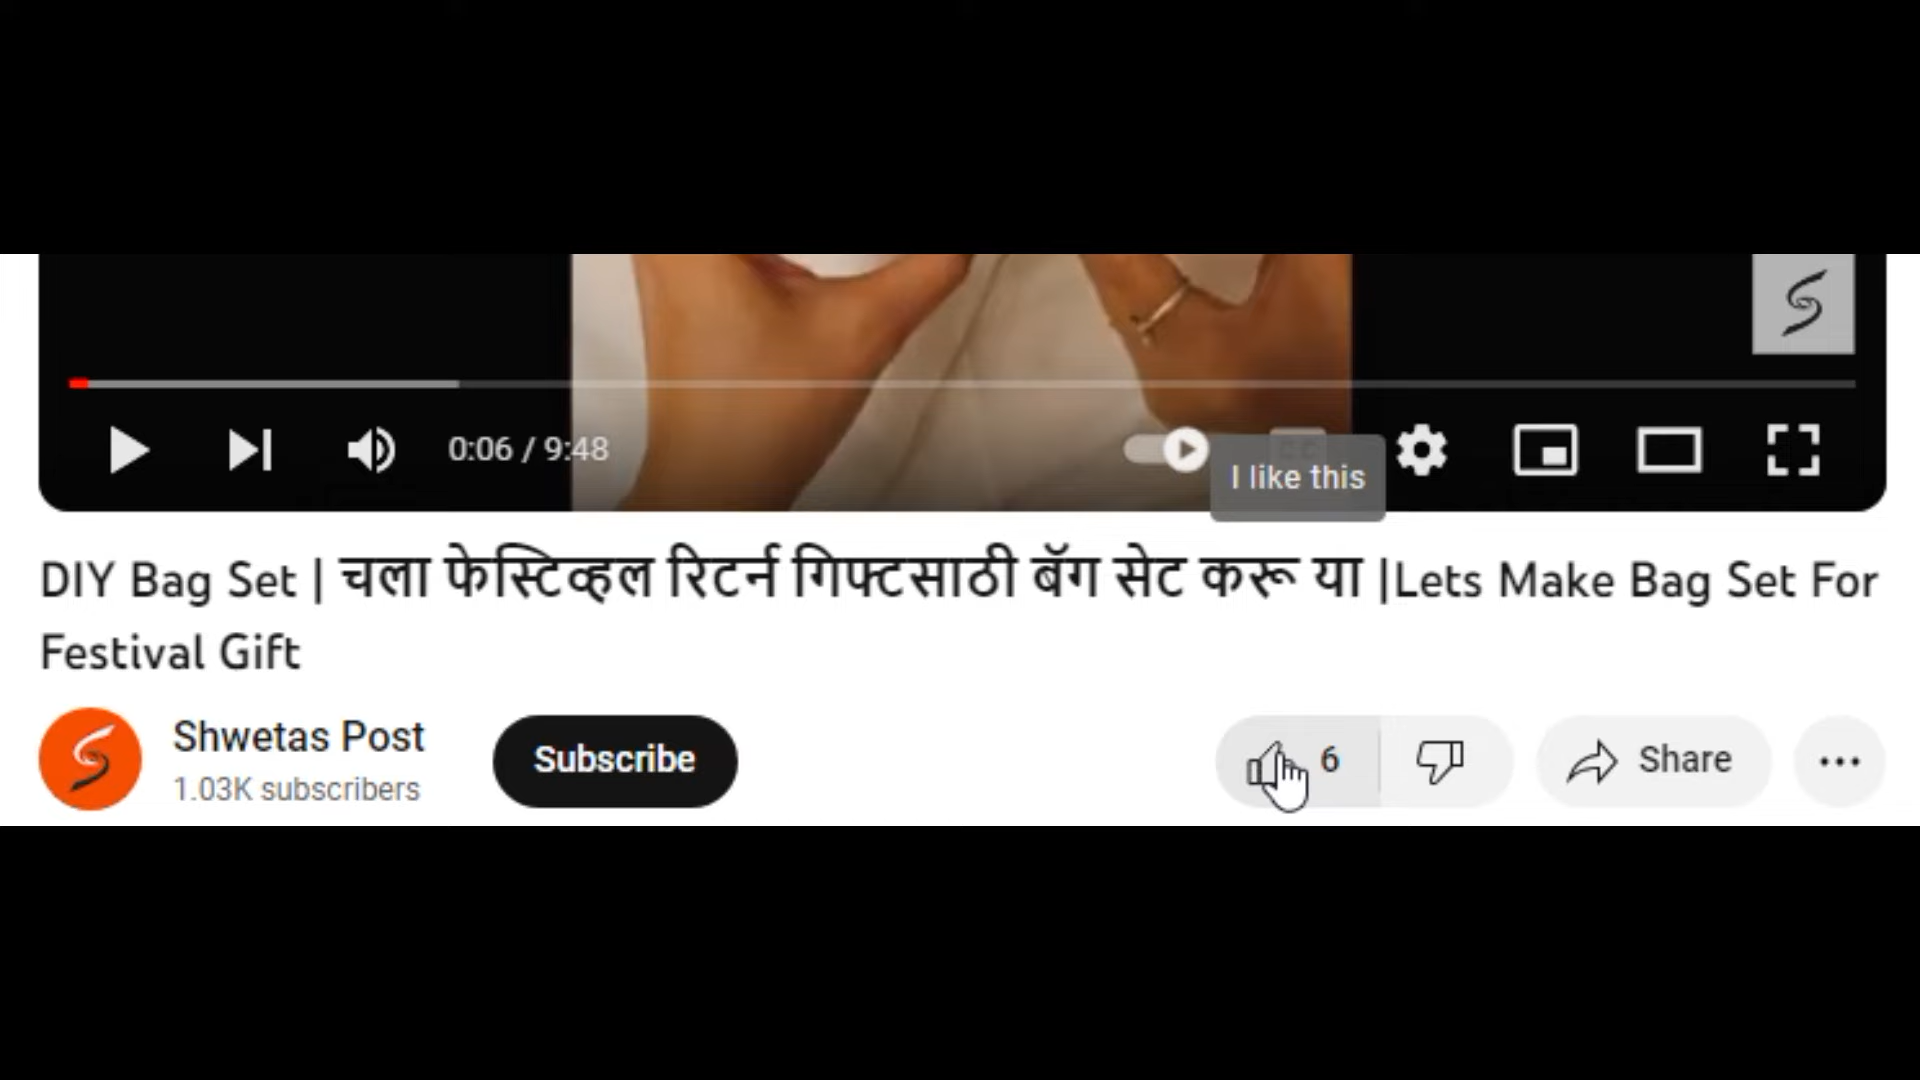 0:06 / 9:48
I like this
DIY Bag Set | चला फेस्टिव्हल रिटर्न गिफ्टसाठी बॅग सेट करू या |Lets Make Bag Set For
Festival Gift
Shwetas Post
1.03K subscribers
Subscribe
6
Share